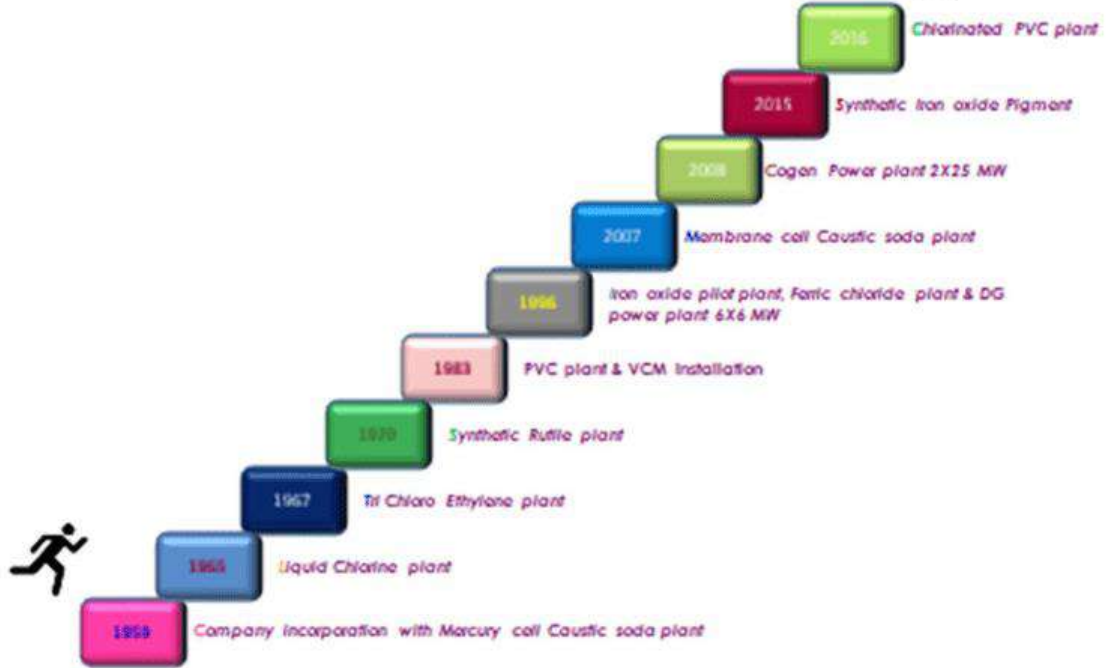 2016 Chlorinated PVC plant
2015 Synthetic Iron oxide Pigment
2008 Cogen Power plant 2X25 MW
2007 Membrane cell Caustic soda plant
1996 Iron oxide pilot plant, Ferric chloride plant & DG
power plant 6X6 MW
1983 PVC plant & VCM Installation
1970 Synthetic Rutile plant
1967 Tri Chloro Ethylene plant
1965 Liquid Chlorine plant
1959 Company incorporation with Mercury cell Caustic soda plant